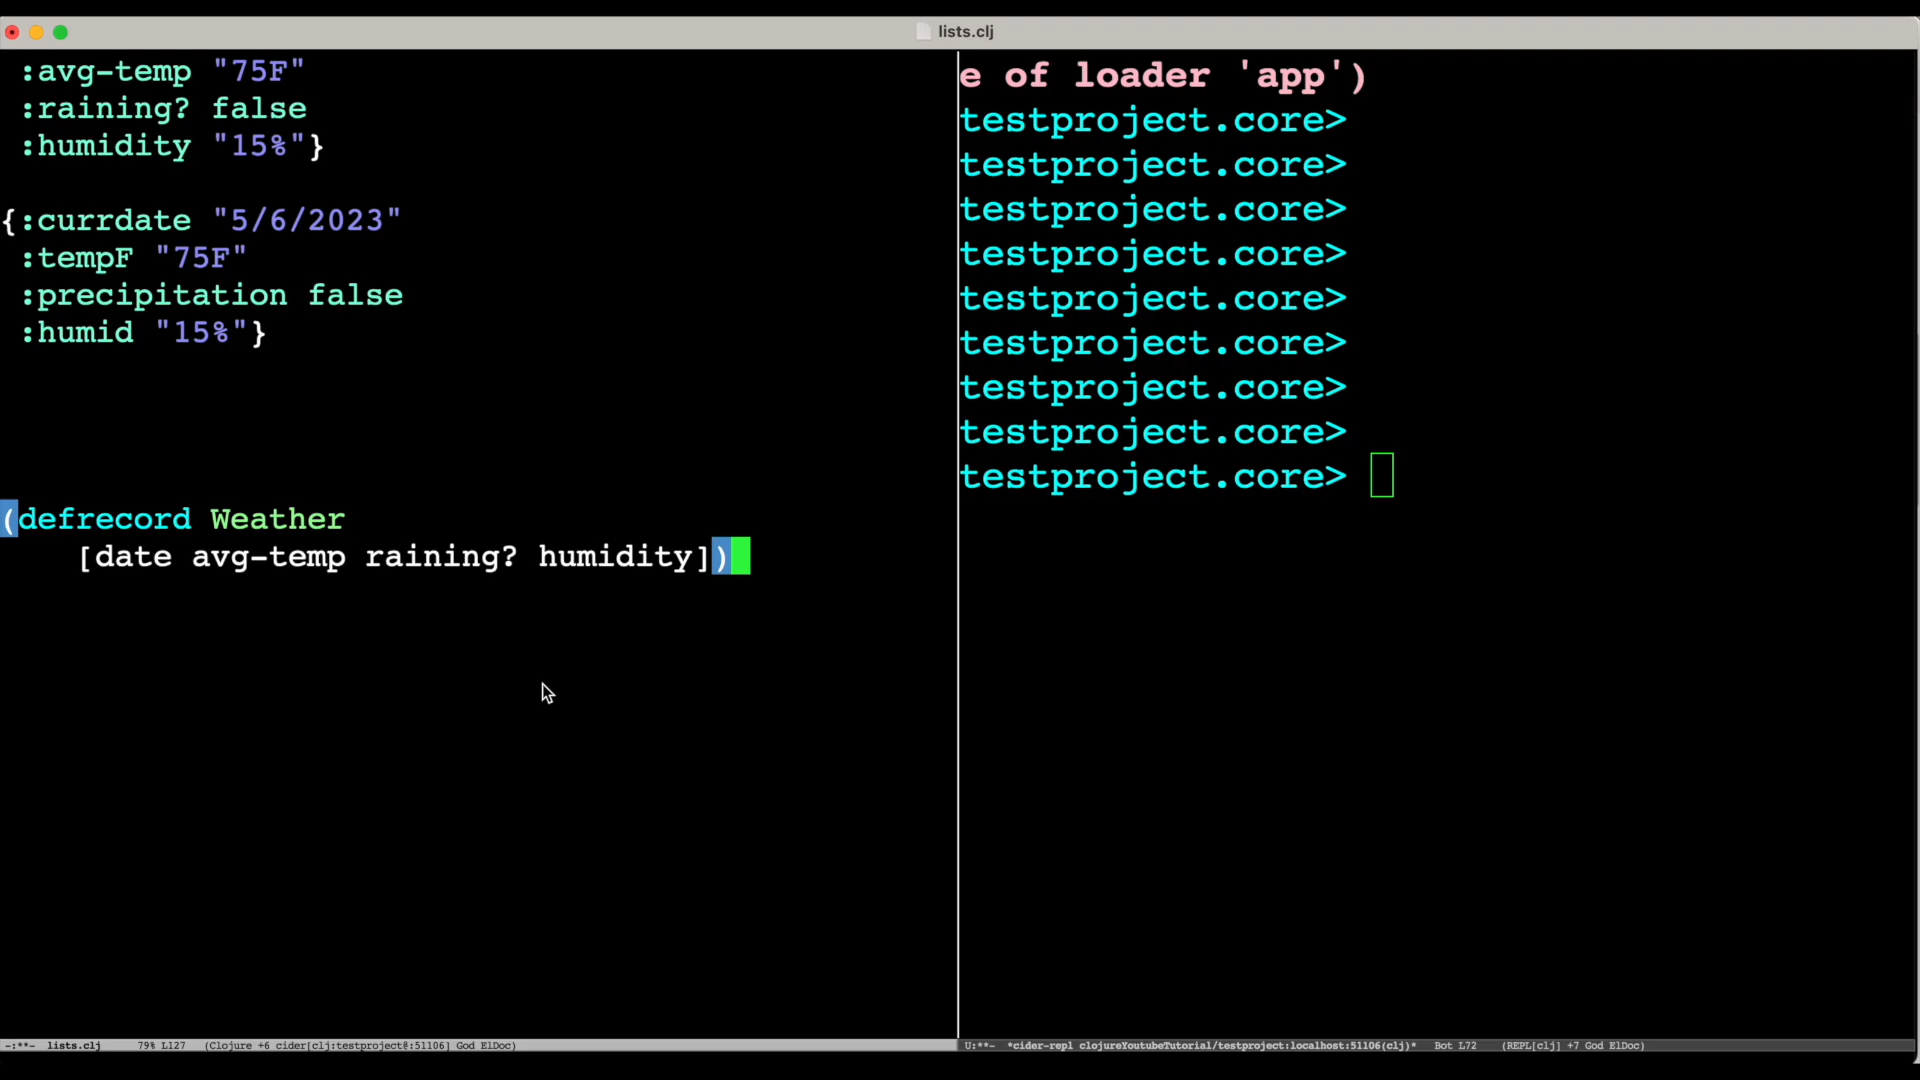 lists.clj
:avg-temp "75F"
:raining? false
:humidity "15%"}
{:currdate "5/6/2023"
:tempF "75F"
:precipitation false
:humid "15%"}
(defrecord Weather
[date avg-temp raining? humidity])
e of loader 'app')
testproject.core>
testproject.core>
testproject.core>
testproject.core>
testproject.core>
testproject.core>
testproject.core>
testproject.core>
testproject.core>
-:**- lists.clj 79% L127 (Clojure +6 cider[clj:testproject@:51106] God ElDoc)
U:**- *cider-repl clojureYoutubeTutorial/testproject:localhost:51106(clj)* Bot L72 (REPL[clj] +7 God ElDoc)